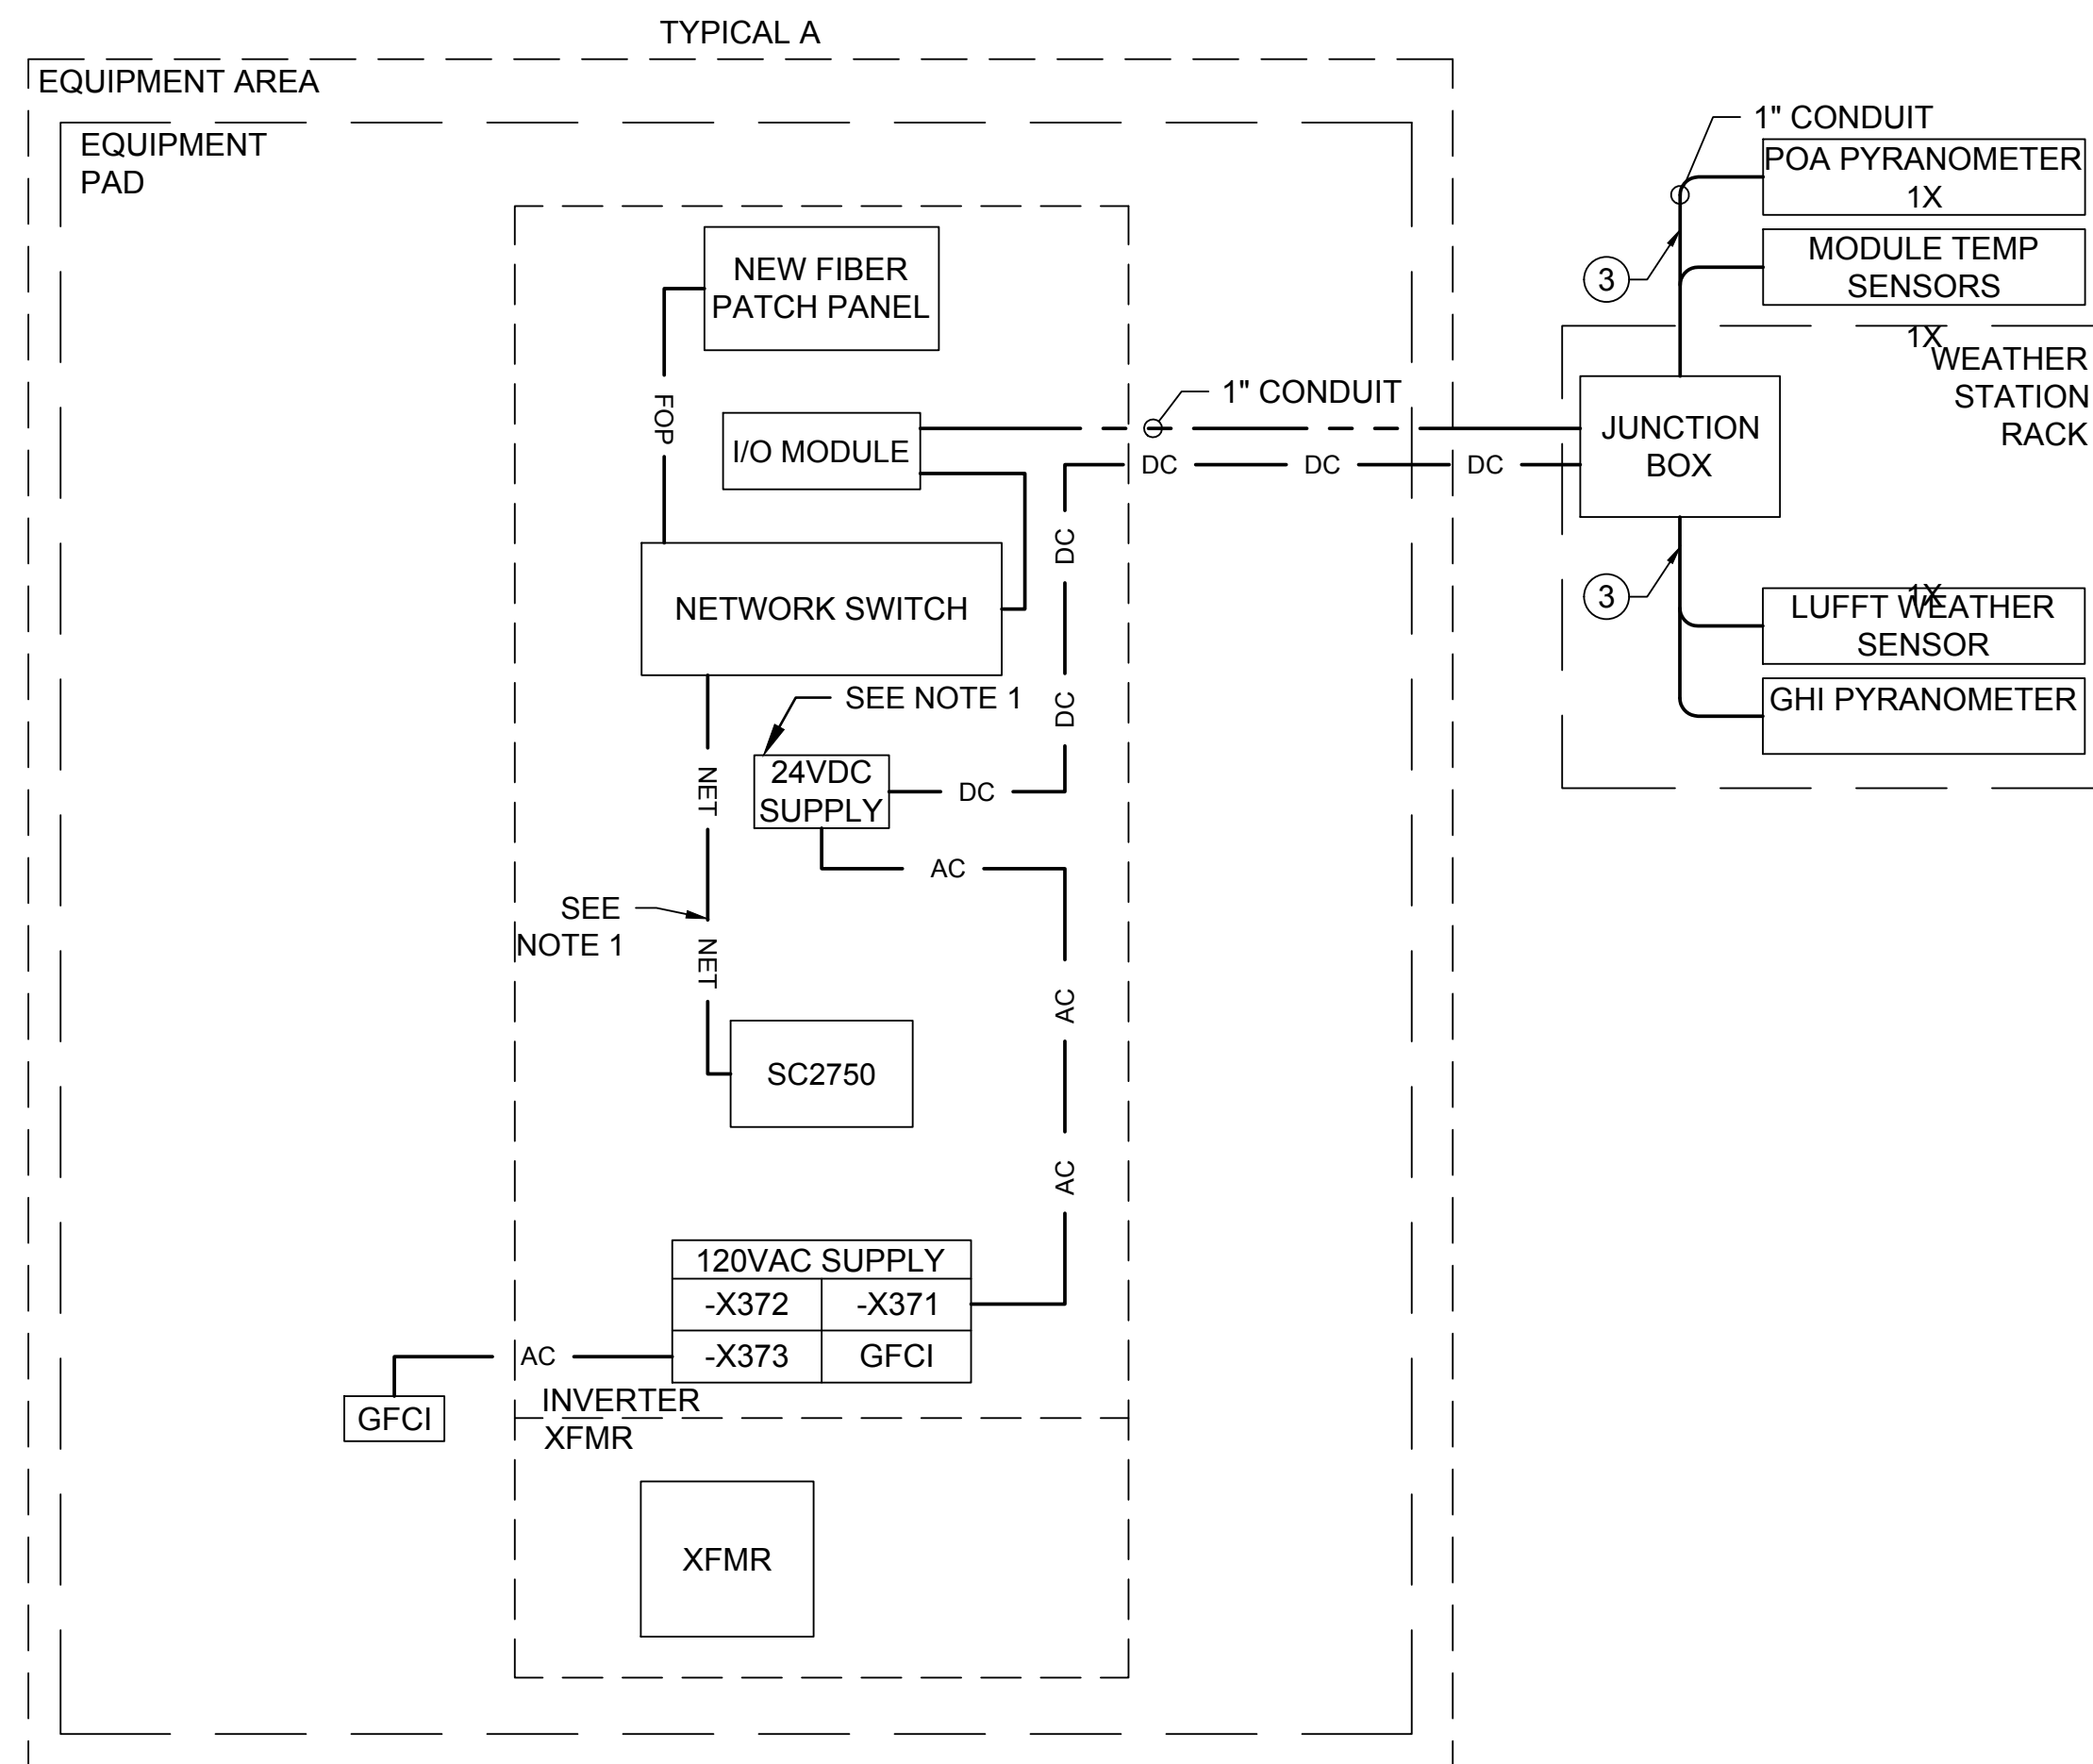 TYPICAL A
EQUIPMENT AREA
EQUIPMENT
PAD
1" CONDUIT
POA PYRANOMETER
1X
MODULE TEMP
SENSORS
1X
3
WEATHER
STATION
RACK
NEW FIBER
PATCH PANEL
FOP
1" CONDUIT
I/O MODULE
JUNCTION
BOX
DC
DC
DC
DC
DC
NETWORK SWITCH
3
1X
LUFFT WEATHER
SENSOR
GHI PYRANOMETER
SEE NOTE 1
24VDC
SUPPLY
DC
NET
AC
SEE
NOTE 1
NET
AC
SC2750
AC
120VAC SUPPLY
-X372
-X371
-X373
GFCI
AC
GFCI
INVERTER
XFMR
XFMR